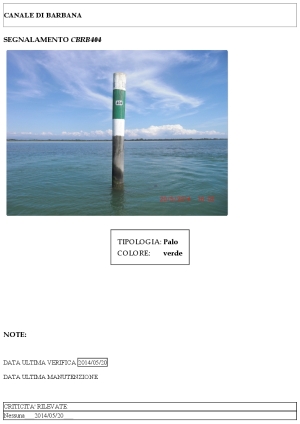 CANALE DI BARBANA
SEGNALAMENTO CBRB404
TIPOLOGIA: Palo
COLORE: verde
NOTE:
DATA ULTIMA VERIFICA 2014/05/20
DATA ULTIMA MANUTENZIONE
CRITICITA' RILEVATE
Nessuna 2014/05/20